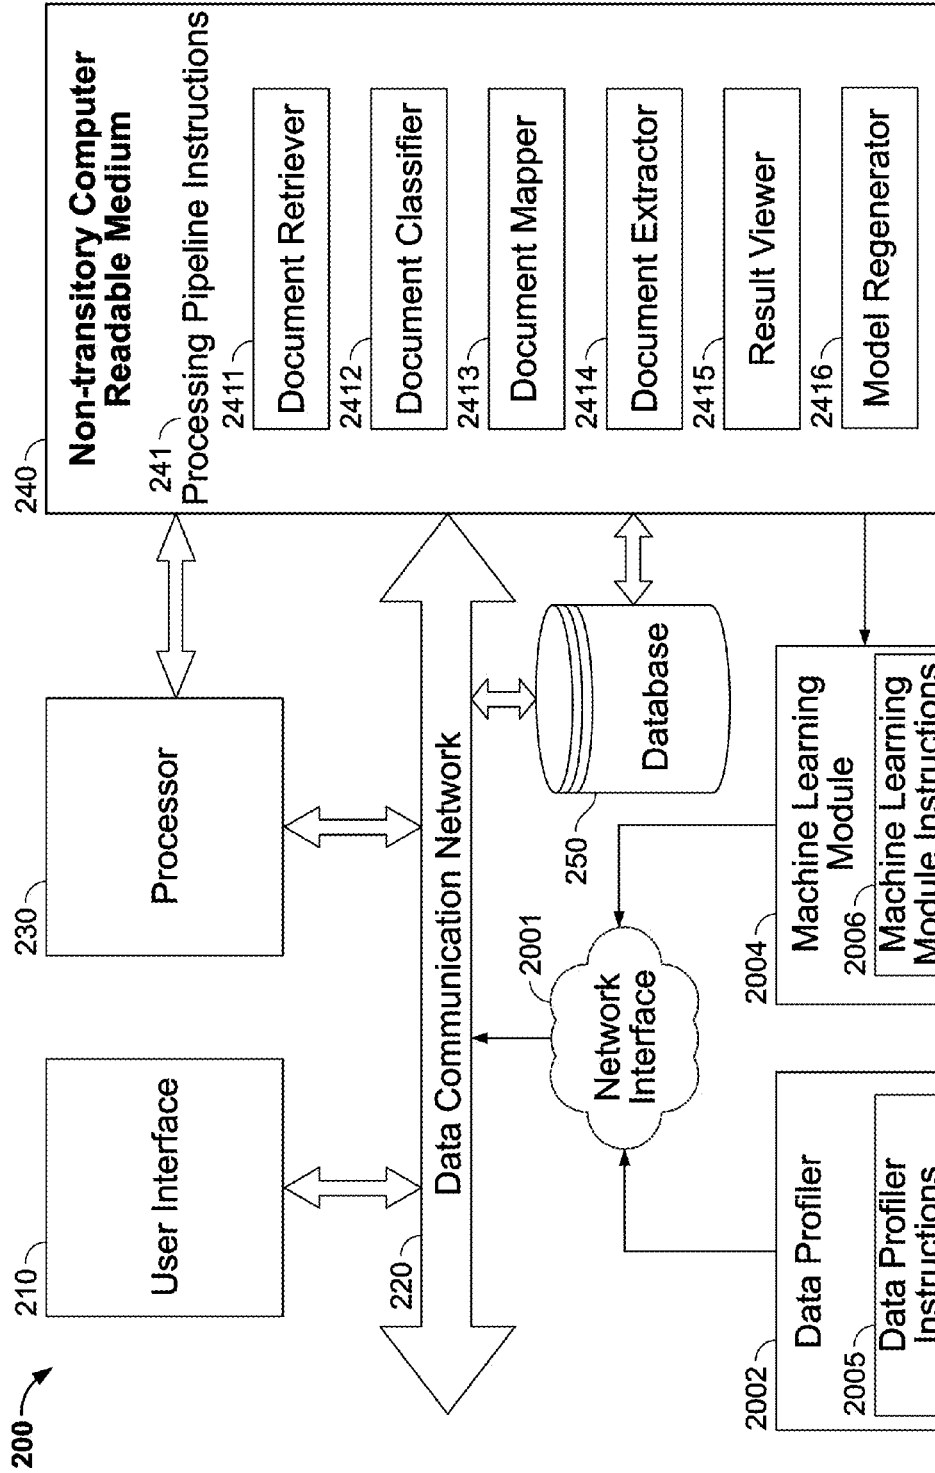 200
210
User Interface
230
Processor
240
Non-transitory Computer
Readable Medium
241
Processing Pipeline Instructions
2411
Document Retriever
2412
Document Classifier
2413
Document Mapper
2414
Document Extractor
2415
Result Viewer
2416
Model Regenerator
220
Data Communication Network
2001
Network
Interface
250
Database
2002
Data Profiler
2005
Data Profiler
Instructions
2004
Machine Learning
Module
2006
Machine Learning
Module Instructions